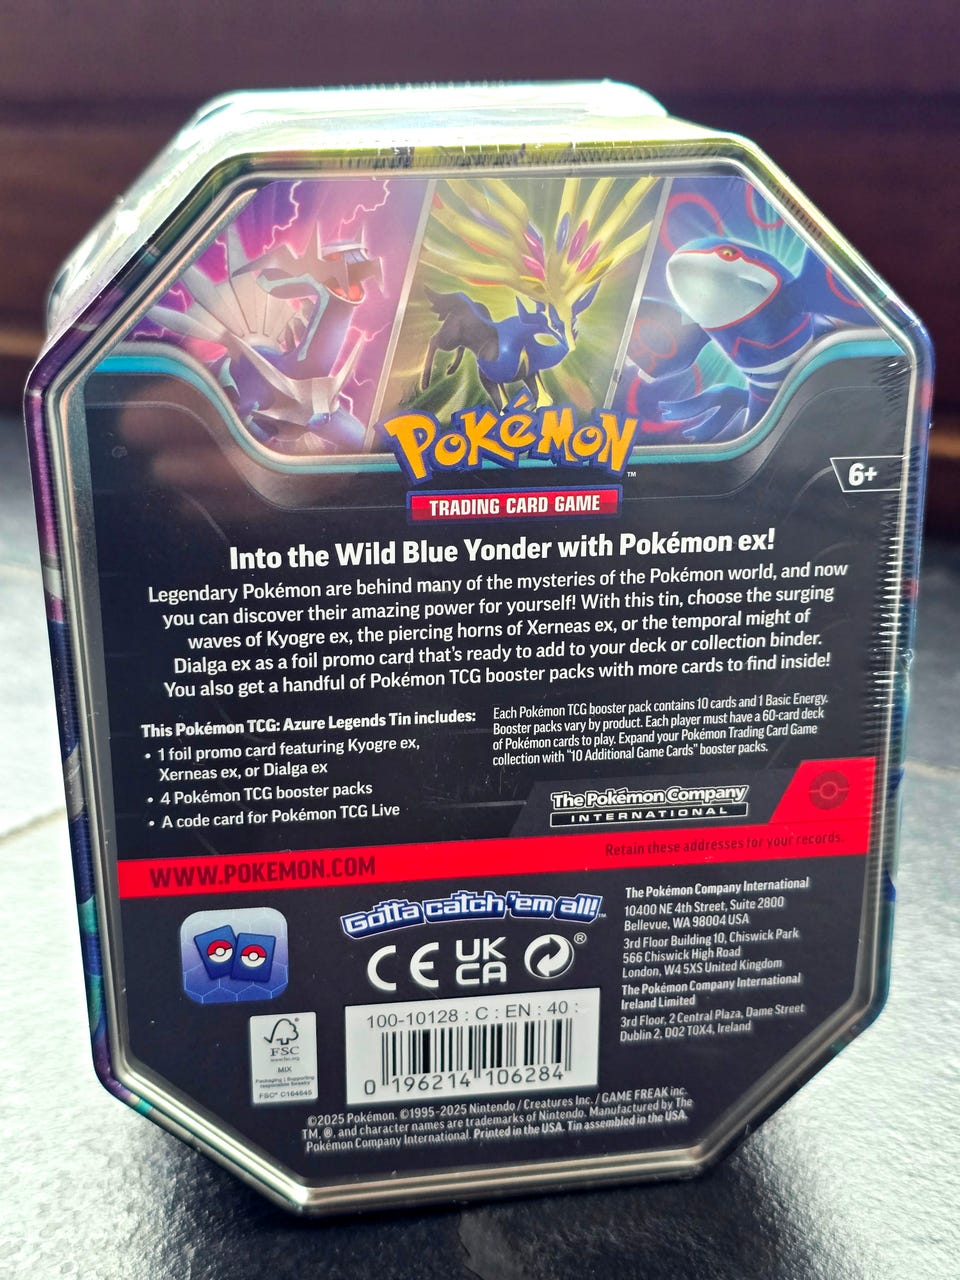 POKÉMON
™
TRADING CARD GAME
6+
Into the Wild Blue Yonder with Pokémon ex!
Legendary Pokémon are behind many of the mysteries of the Pokémon world, and now
you can discover their amazing power for yourself! With this tin, choose the surging
waves of Kyogre ex, the piercing horns of Xerneas ex, or the temporal might of
Dialga ex as a foil promo card that's ready to add to your deck or collection binder.
You also get a handful of Pokémon TCG booster packs with more cards to find inside!
This Pokémon TCG: Azure Legends Tin includes:
• 1 foil promo card featuring Kyogre ex,
Xerneas ex, or Dialga ex
• 4 Pokémon TCG booster packs
• A code card for Pokémon TCG Live
Each Pokémon TCG booster pack contains 10 cards and 1 Basic Energy.
Booster packs vary by product. Each player must have a 60-card deck
of Pokémon cards to play. Expand your Pokémon Trading Card Game
collection with "10 Additional Game Cards" booster packs.
The Pokémon Company
INTERNATIONAL
Retain these addresses for your records.
WWW.POKEMON.COM
Gotta catch 'em all!™
CE UK
CA ®
The Pokémon Company International
10400 NE 4th Street, Suite 2800
Bellevue, WA 98004 USA
3rd Floor Building 10, Chiswick Park
566 Chiswick High Road
London, W4 5XS United Kingdom
The Pokémon Company International
Ireland Limited
3rd Floor, 2 Central Plaza, Dame Street
Dublin 2, D02 T0X4, Ireland
FSC
www.fsc.org
MIX
Packaging | Supporting
responsible forestry
FSC® C164645
100-10128 : C : EN : 40 :
0 196214 106284
©2025 Pokémon. ©1995-2025 Nintendo / Creatures Inc. / GAME FREAK inc.
TM, ®, and character names are trademarks of Nintendo. Manufactured by The
Pokémon Company International. Printed in the USA. Tin assembled in the USA.